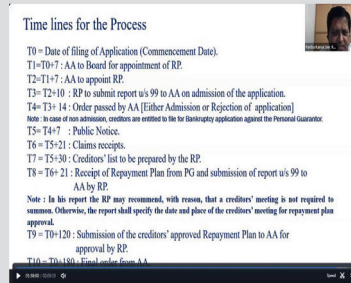 Time lines for the Process
T0 = Date of filing of Application (Commencement Date).
T1=T0+7 : AA to Board for appointment of RP.
T2=T1+7 : AA to appoint RP.
T3= T2+10 : RP to submit report u/s 99 to AA on admission of the application.
T4= T3+ 14 : Order passed by AA [Either Admission or Rejection of application]
Note : In case of non admission, creditors are entitled to file for Bankruptcy application against the Personal Guarantor.
T5= T4+7 : Public Notice.
T6 = T5+21 : Claims receipts.
T7 = T5+30 : Creditors' list to be prepared by the RP.
T8 = T6+ 21 : Receipt of Repayment Plan from PG and submission of report u/s 99 to
AA by RP.
Note : In his report the RP may recommend, with reason, that a creditors' meeting is not required to
summon. Otherwise, the report shall specify the date and place of the creditors' meeting for repayment plan
approval.
T9 = T0+120 : Submission of the creditors' approved Repayment Plan to AA for
approval by RP.
T10 = T0+180 : Final order from AA
Speed